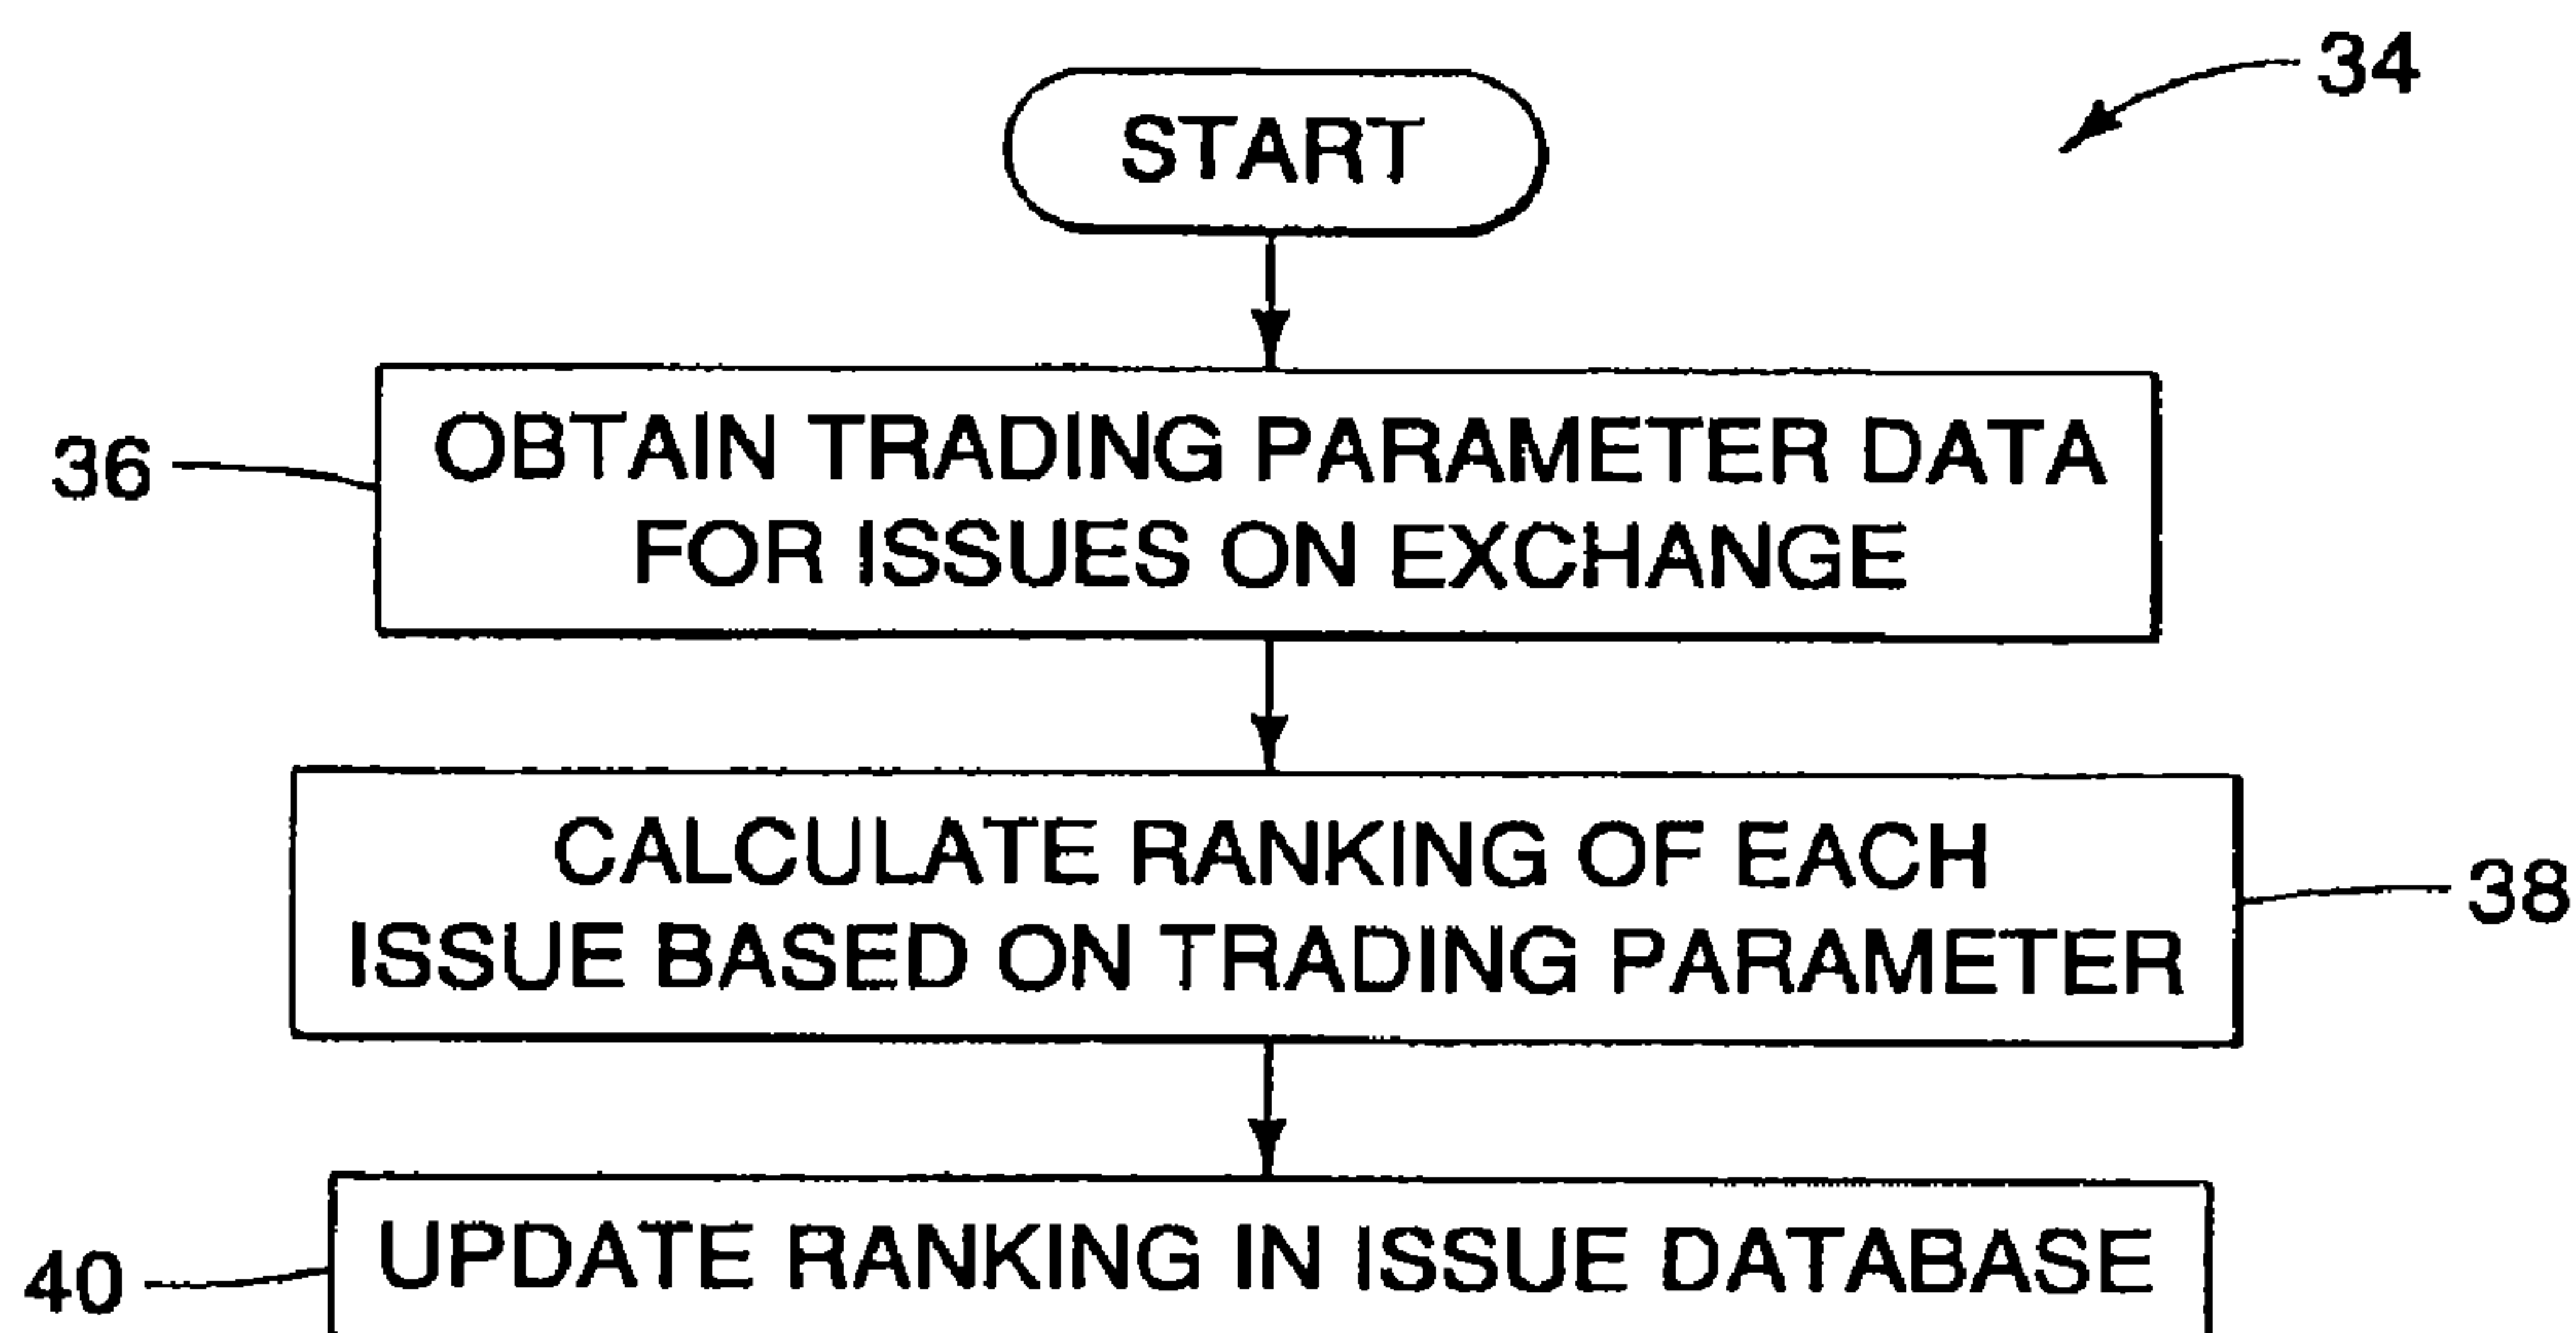 34
START
36
OBTAIN TRADING PARAMETER DATA
FOR ISSUES ON EXCHANGE
CALCULATE RANKING OF EACH
ISSUE BASED ON TRADING PARAMETER
38
40
UPDATE RANKING IN ISSUE DATABASE